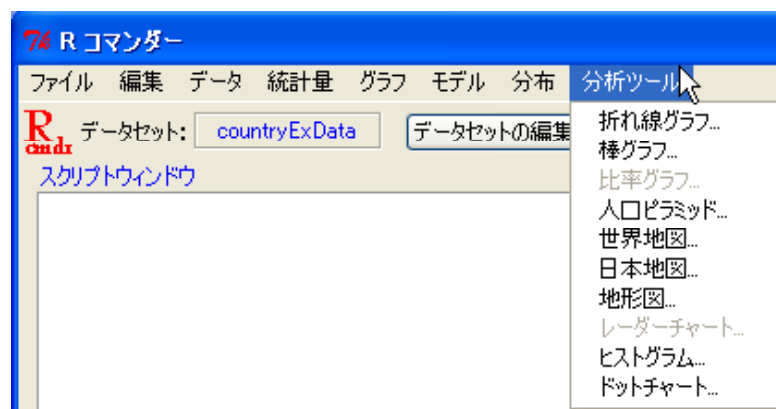 R コマンダー
ファイル 編集 データ 統計量 グラフ モデル 分布 分析ツール
R cmdr データセット: countryExData データセットの編集
スクリプトウィンドウ
折れ線グラフ...
棒グラフ...
比率グラフ...
人口ピラミッド...
世界地図...
日本地図...
地形図...
レーダーチャート...
ヒストグラム...
ドットチャート...